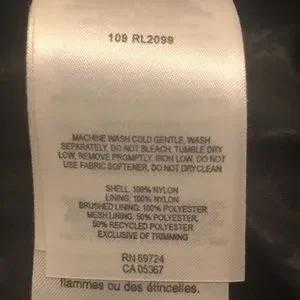 109 RL2099
MACHINE WASH COLD GENTLE, WASH
SEPARATELY, DO NOT BLEACH, TUMBLE DRY
LOW, REMOVE PROMPTLY, IRON LOW, DO NOT
USE FABRIC SOFTENER, DO NOT DRYCLEAN
SHELL: 100% NYLON
LINING: 100% NYLON
BRUSHED LINING: 100% POLYESTER
MESH LINING: 50% POLYESTER,
50% RECYCLED POLYESTER
EXCLUSIVE OF TRIMMING
RN 69724
CA 05367
flammes ou des étincelles.